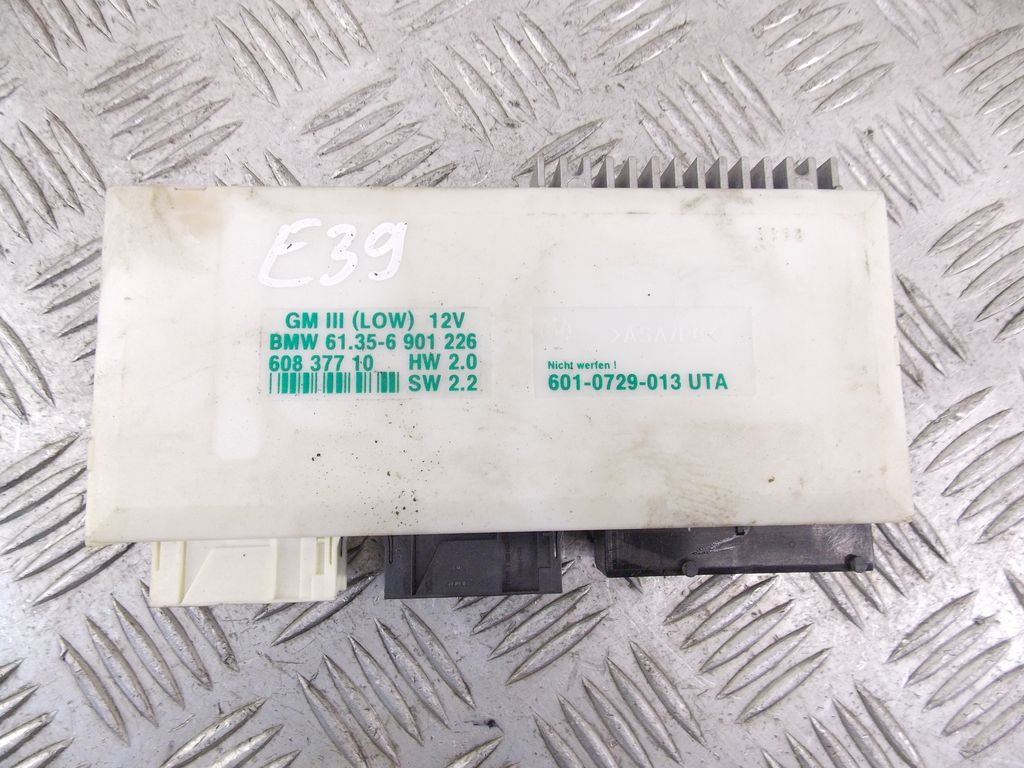 E39
GM III (LOW) 12V
BMW 61.35-6 901 226
608 377 10 HW 2.0
SW 2.2
Nicht werfen !
601-0729-013 UTA